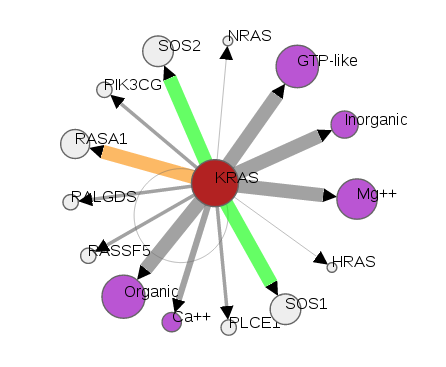 NRAS
SOS2
GTP-like
PIK3CG
Inorganic
RASA1
KRAS
Mg++
RALGDS
RASSF5
HRAS
Organic
SOS1
Ca++
PLCE1